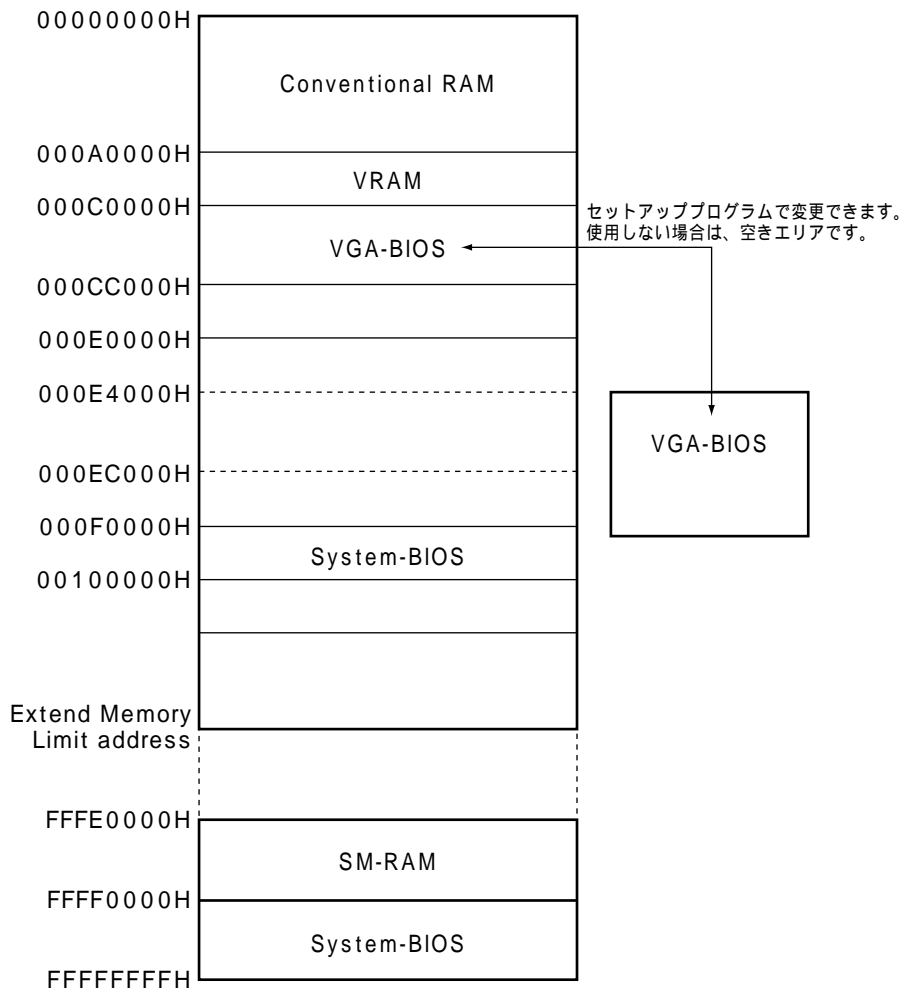 00000000H
Conventional RAM
000A0000H
VRAM
000C0000H
セットアッププログラムで変更できます。
使用しない場合は、空きエリアです。
VGA-BIOS
000CC000H
000E0000H
000E4000H
VGA-BIOS
000EC000H
000F0000H
System-BIOS
00100000H
Extend Memory
Limit address
FFFE0000H
SM-RAM
FFFF0000H
System-BIOS
FFFFFFFFH